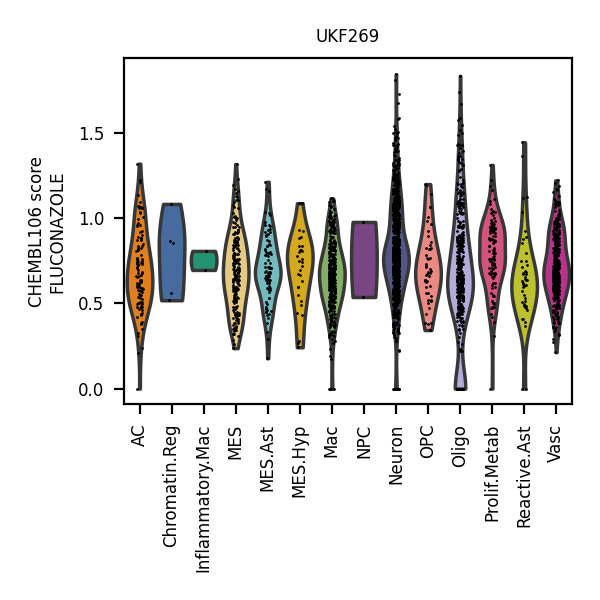 UKF269
CHEMBL106 score
FLUCONAZOLE
1.5
1.0
0.5
0.0
AC
Chromatin.Reg
Inflammatory.Mac
MES
MES.Ast
MES.Hyp
Mac
NPC
Neuron
OPC
Oligo
Prolif.Metab
Reactive.Ast
Vasc